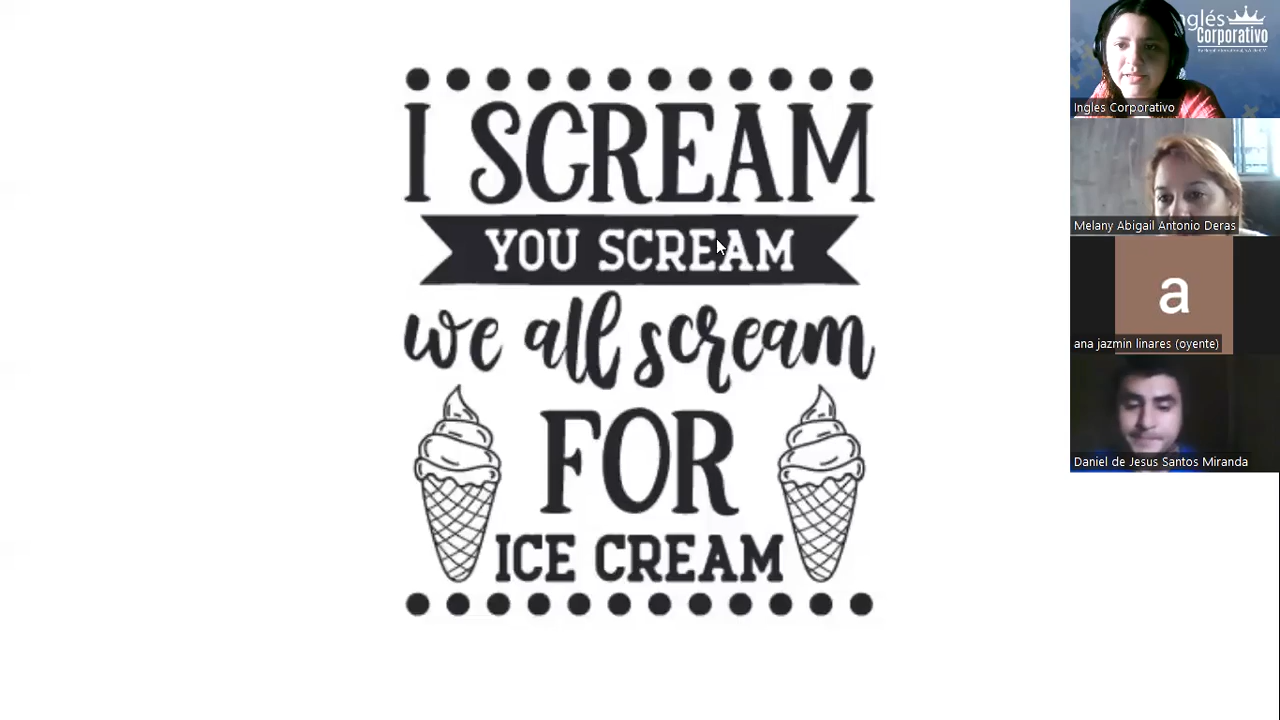 I SCREAM
YOU SCREAM
we all scream
FOR
ICE CREAM
Inglés
Corporativo
Ingles Corporativo
Melany Abigail Antonio Deras
a
ana jazmin linares (oyente)
Daniel de Jesus Santos Miranda